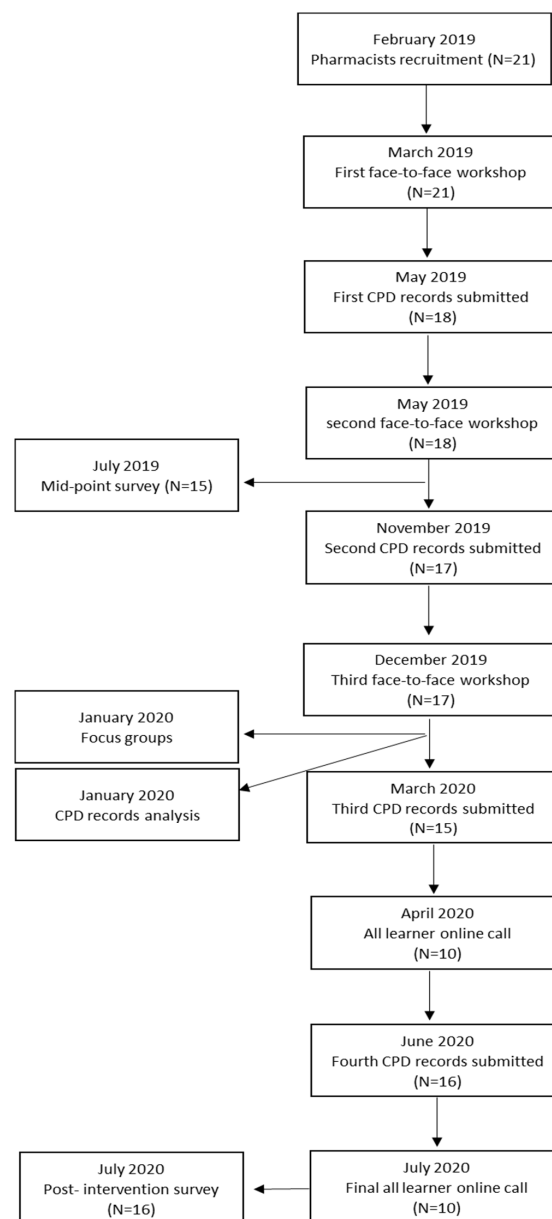 February 2019
Pharmacists recruitment (N=21)
March 2019
First face-to-face workshop
(N=21)
May 2019
First CPD records submitted
(N=18)
May 2019
second face-to-face workshop
(N=18)
July 2019
Mid-point survey (N=15)
November 2019
Second CPD records submitted
(N=17)
December 2019
Third face-to-face workshop
(N=17)
January 2020
Focus groups
January 2020
CPD records analysis
March 2020
Third CPD records submitted
(N=15)
April 2020
All learner online call
(N=10)
June 2020
Fourth CPD records submitted
(N=16)
July 2020
Post- intervention survey
(N=16)
July 2020
Final all learner online call
(N=10)